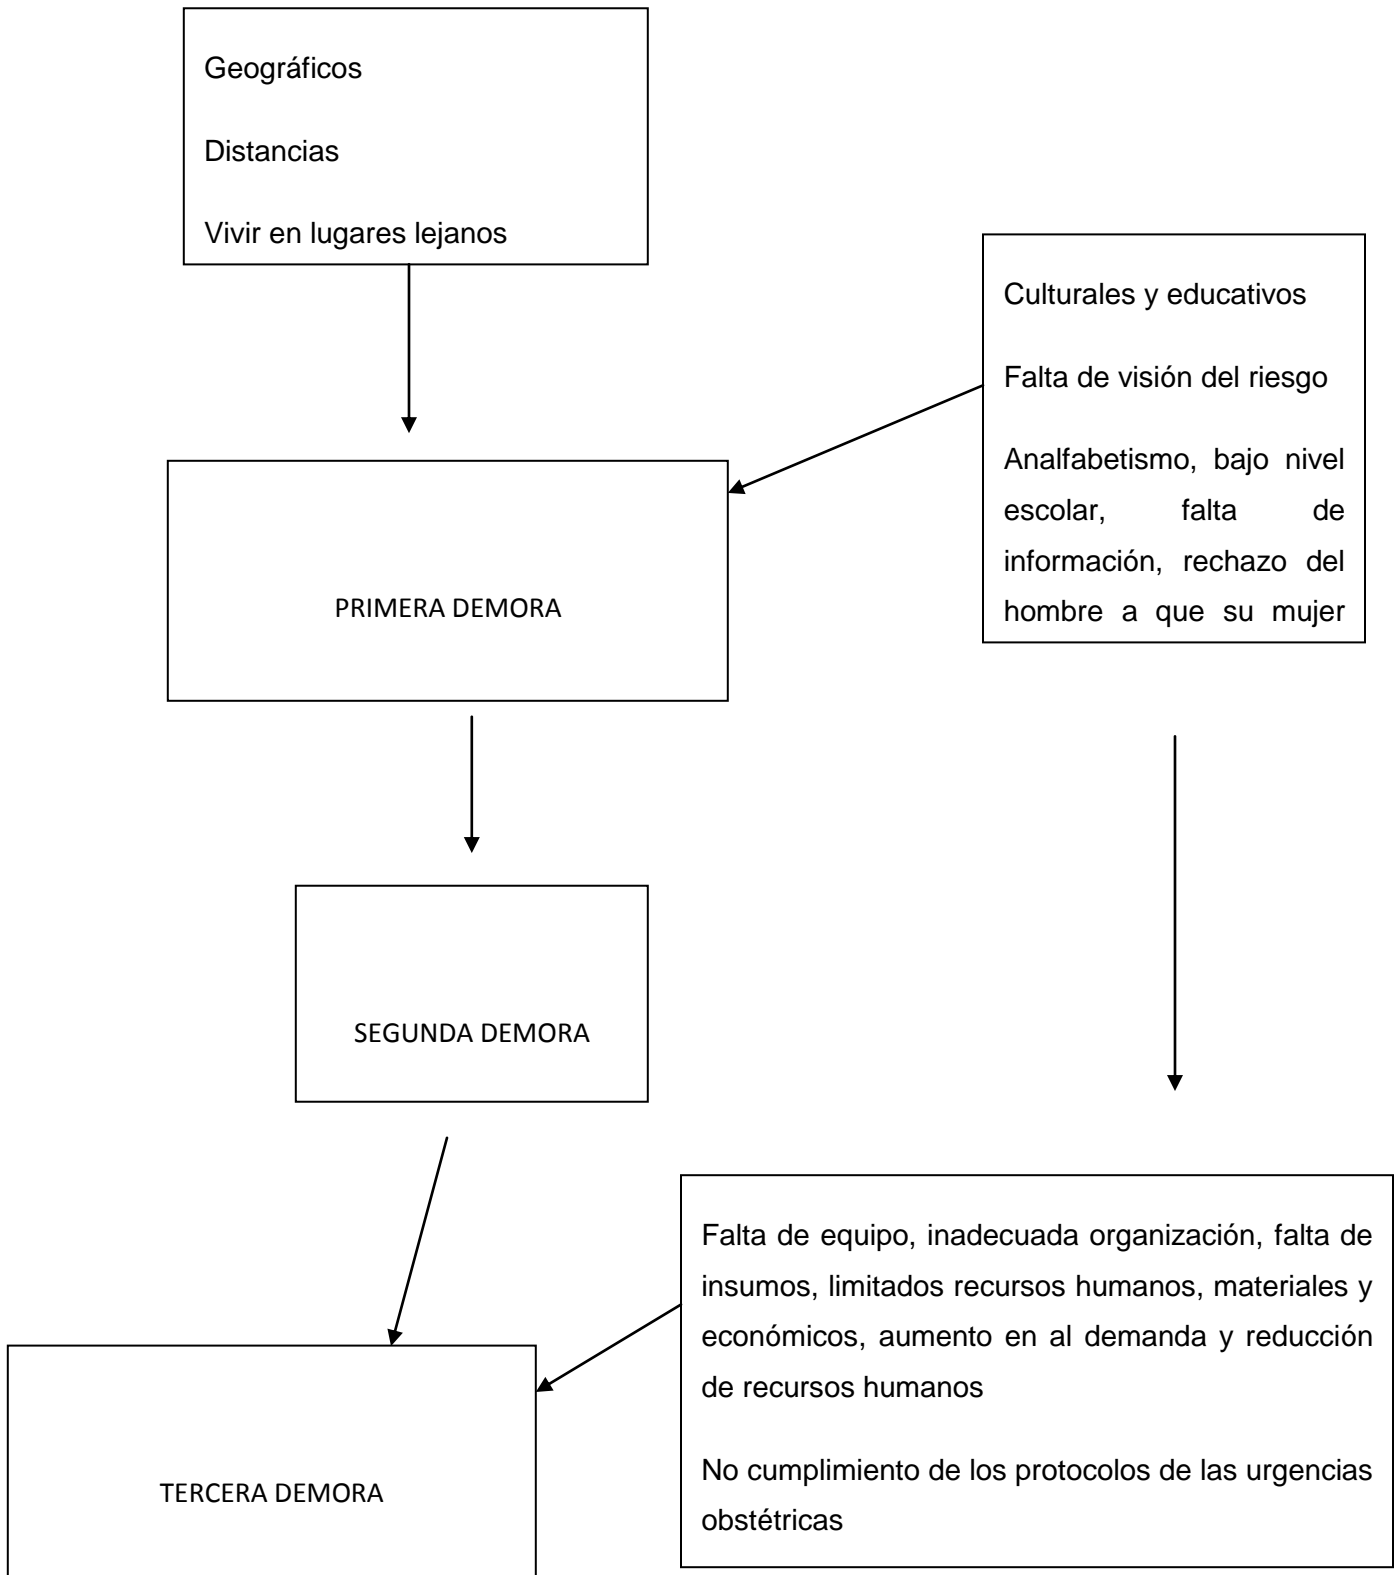 Geográficos
Distancias
Vivir en lugares lejanos
Culturales y educativos
Falta de visión del riesgo
Analfabetismo, bajo nivel
escolar, falta de
información, rechazo del
hombre a que su mujer
PRIMERA DEMORA
SEGUNDA DEMORA
Falta de equipo, inadecuada organización, falta de
insumos, limitados recursos humanos, materiales y
económicos, aumento en al demanda y reducción
de recursos humanos
No cumplimiento de los protocolos de las urgencias
obstétricas
TERCERA DEMORA